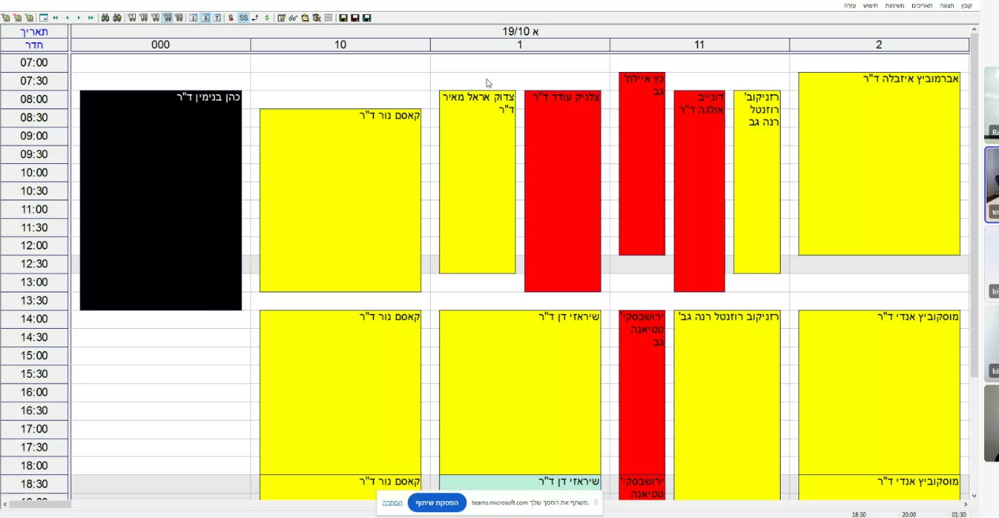 קובץ תצוגה תאריכים משימות חיפוש עזרה
תאריך
א 19/10
חדר
000
10
1
11
2
07:00
07:30
08:00
08:30
09:00
09:30
10:00
10:30
11:00
11:30
12:00
12:30
13:00
13:30
14:00
14:30
15:00
15:30
16:00
16:30
17:00
17:30
18:00
18:30
כהן בנימין ד"ר
קאסם נור ד"ר
צדוק אראל מאיר
ד"ר
צלניק עודד ד"ר
כץ איילת'
גב
דונייב
אולגה ד"ר
רזניקוב'
רוזנטל
רנה גב
אברמוביץ איזבלה ד"ר
קאסם נור ד"ר
שיראזי דן ד"ר
ירושבסקי'
טטיאנה
גב
רזניקוב רוזנטל רנה גב'
מוסקוביץ אנדי ד"ר
קאסם נור ד"ר
שיראזי דן ד"ר
ירושבסקי'
טטיאנה
מוסקוביץ אנדי ד"ר
משתף את המסך שלך teams.microsoft.com.
הפסקת שיתוף
הסתרה
18:30
20:00
01:30
Ri
וש
Iri
Id